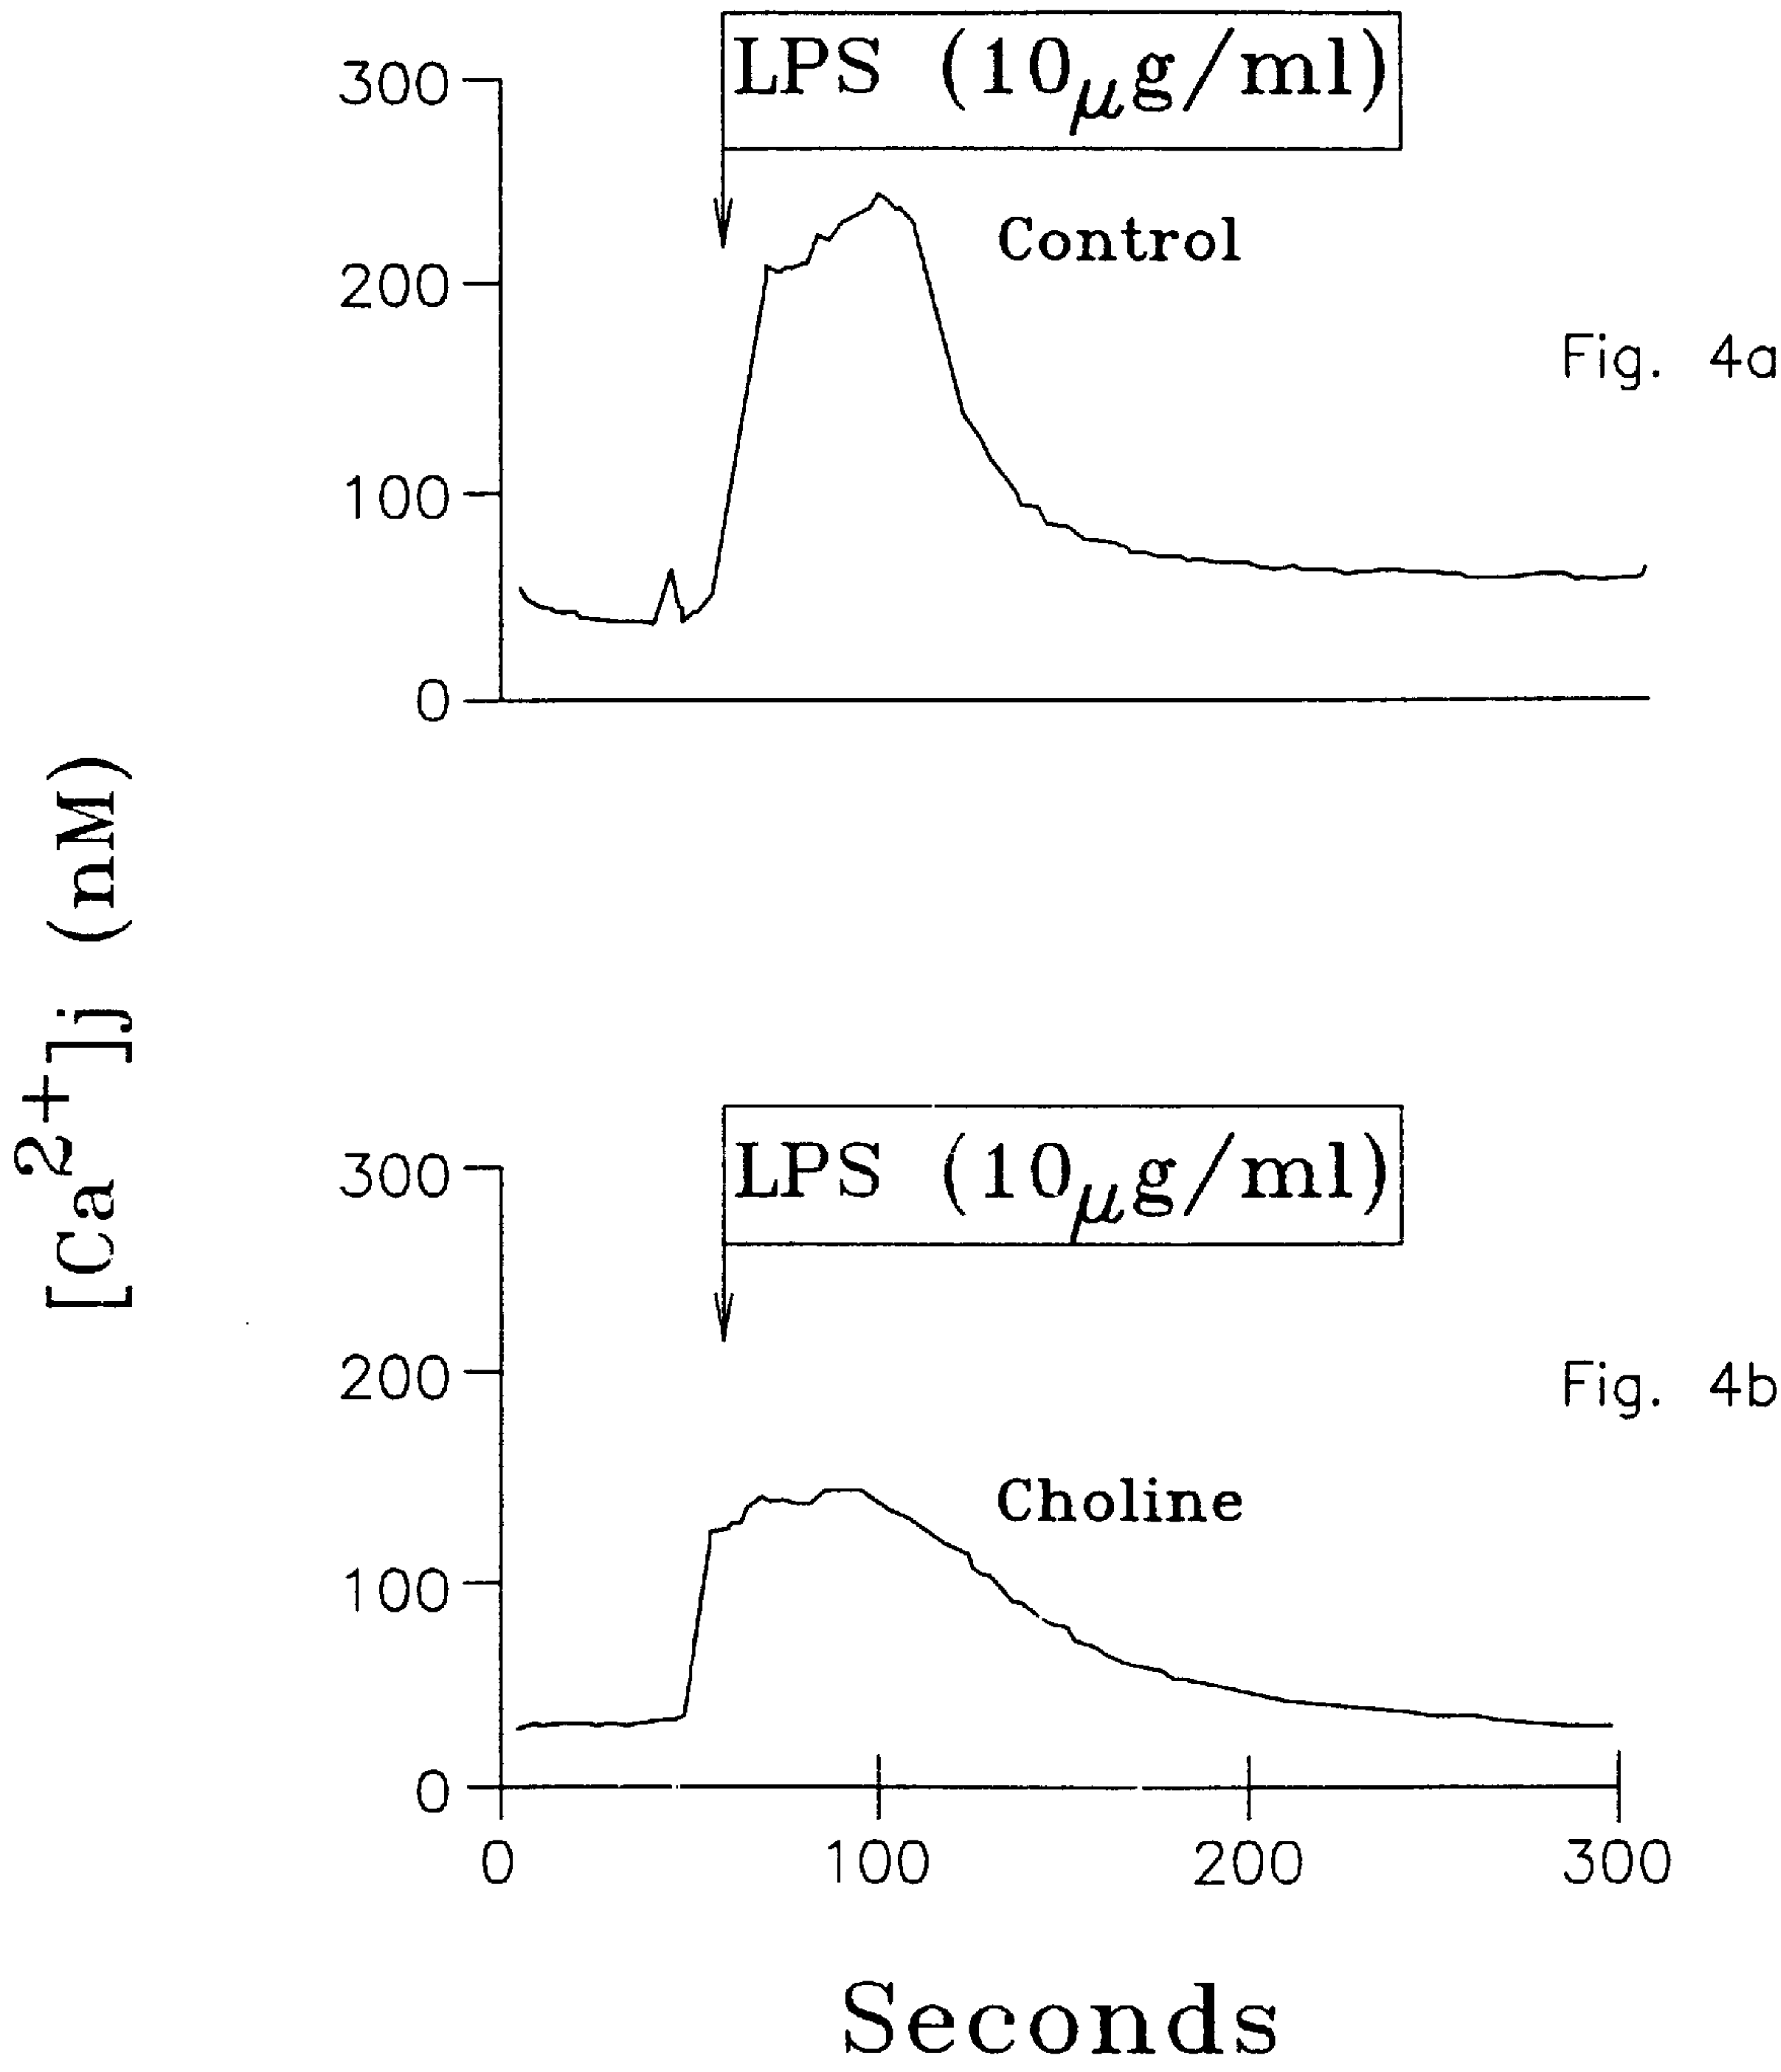 300
LPS (10μg/ml)
Control
200
Fig. 4a
100
0
[Ca2+]j (nM)
300
LPS (10μg/ml)
200
Fig. 4b
Choline
100
0
0 100 200 300
Seconds